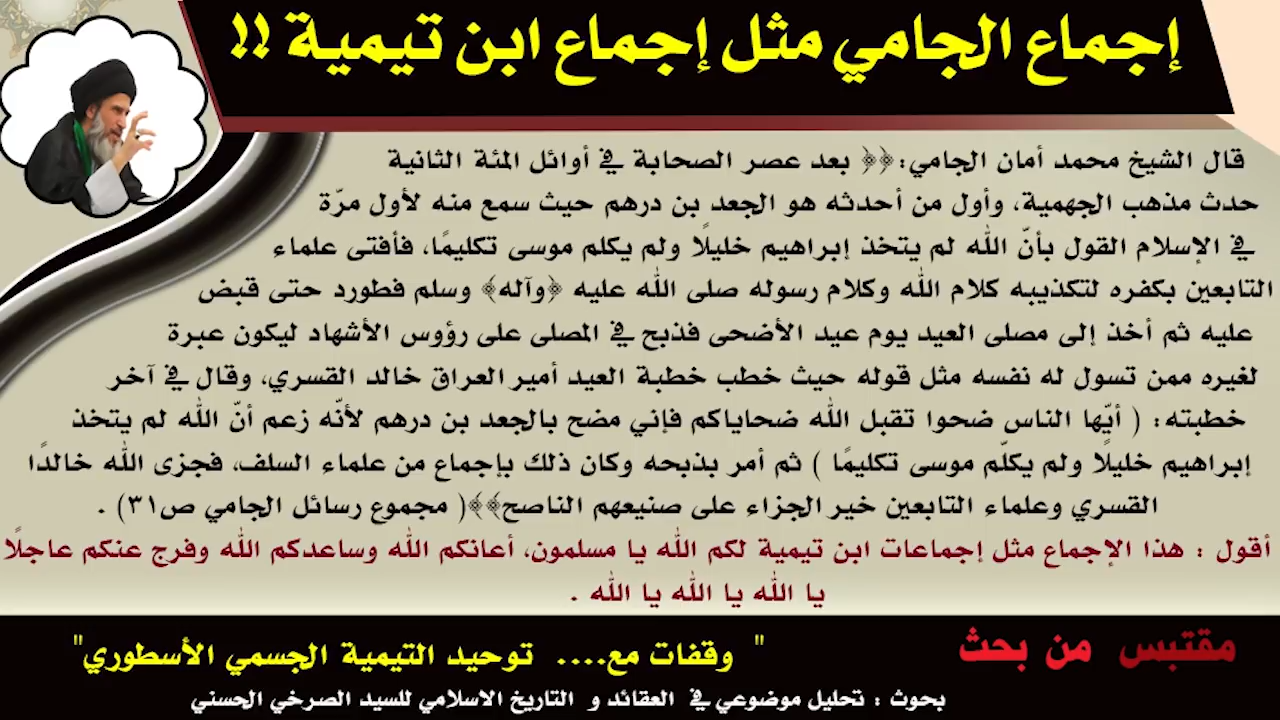 إجماع الجامي مثل إجماع ابن تيمية !!
قال الشيخ محمد أمان الجامي:﴿﴿ بعد عصر الصحابة في أوائل المئة الثانية
حدث مذهب الجهمية، وأول من أحدثه هو الجعد بن درهم حيث سمع منه لأول مرّة
في الإسلام القول بأنّ الله لم يتخذ إبراهيم خليلًا ولم يكلم موسى تكليمًا، فأفتى علماء
التابعين بكفره لتكذيبه كلام الله وكلام رسوله صلى الله عليه ﴿وآله﴾ وسلم فطورد حتى قبض
عليه ثم أخذ إلى مصلى العيد يوم عيد الأضحى فذبح في المصلى على رؤوس الأشهاد ليكون عبرة
لغيره ممن تسول له نفسه مثل قوله حيث خطب خطبة العيد أمير العراق خالد القسري، وقال في آخر
خطبته: ( أيّها الناس ضحوا تقبل الله ضحاياكم فإني مضح بالجعد بن درهم لأنّه زعم أنّ الله لم يتخذ
إبراهيم خليلًا ولم يكلّم موسى تكليمًا ) ثم أمر بذبحه وكان ذلك بإجماع من علماء السلف، فجزى الله خالدًا
القسري وعلماء التابعين خير الجزاء على صنيعهم الناصح﴾﴾( مجموع رسائل الجامي ص٣١) .
أقول : هذا الإجماع مثل إجماعات ابن تيمية لكم الله يا مسلمون، أعانكم الله وساعدكم الله وفرج عنكم عاجلًا
يا الله يا الله يا الله .
مقتبس من بحث
" وقفات مع.... توحيد التيمية الجسمي الأسطوري"
بحوث : تحليل موضوعي في العقائد و التاريخ الاسلامي للسيد الصرخي الحسني